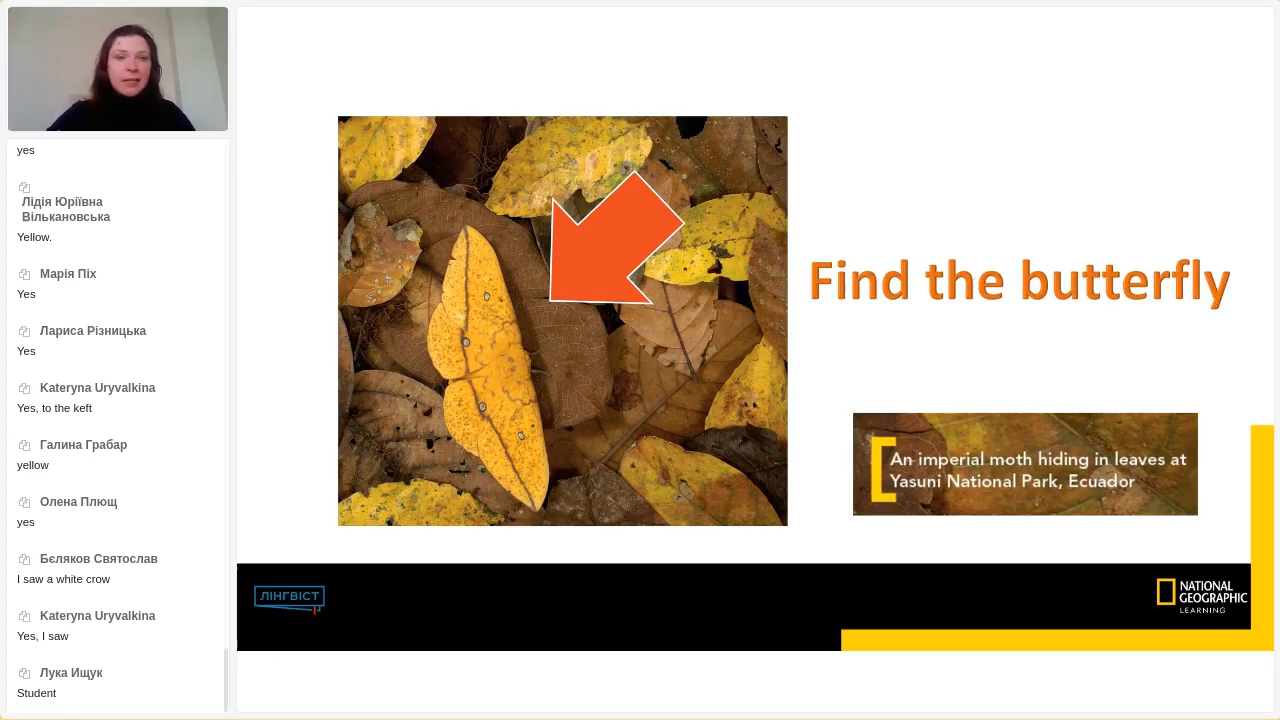 yes
Лідія Юріївна
Вількановська
Yellow.
Марія Піх
Yes
Лариса Різницька
Yes
Kateryna Uryvalkina
Yes, to the keft
Галина Грабар
yellow
Олена Плющ
yes
Бєляков Святослав
I saw a white crow
Kateryna Uryvalkina
Yes, I saw
Лука Ищук
Student
Find the butterfly
An imperial moth hiding in leaves at
Yasuni National Park, Ecuador
ЛІНГВІСТ
NATIONAL
GEOGRAPHIC
LEARNING